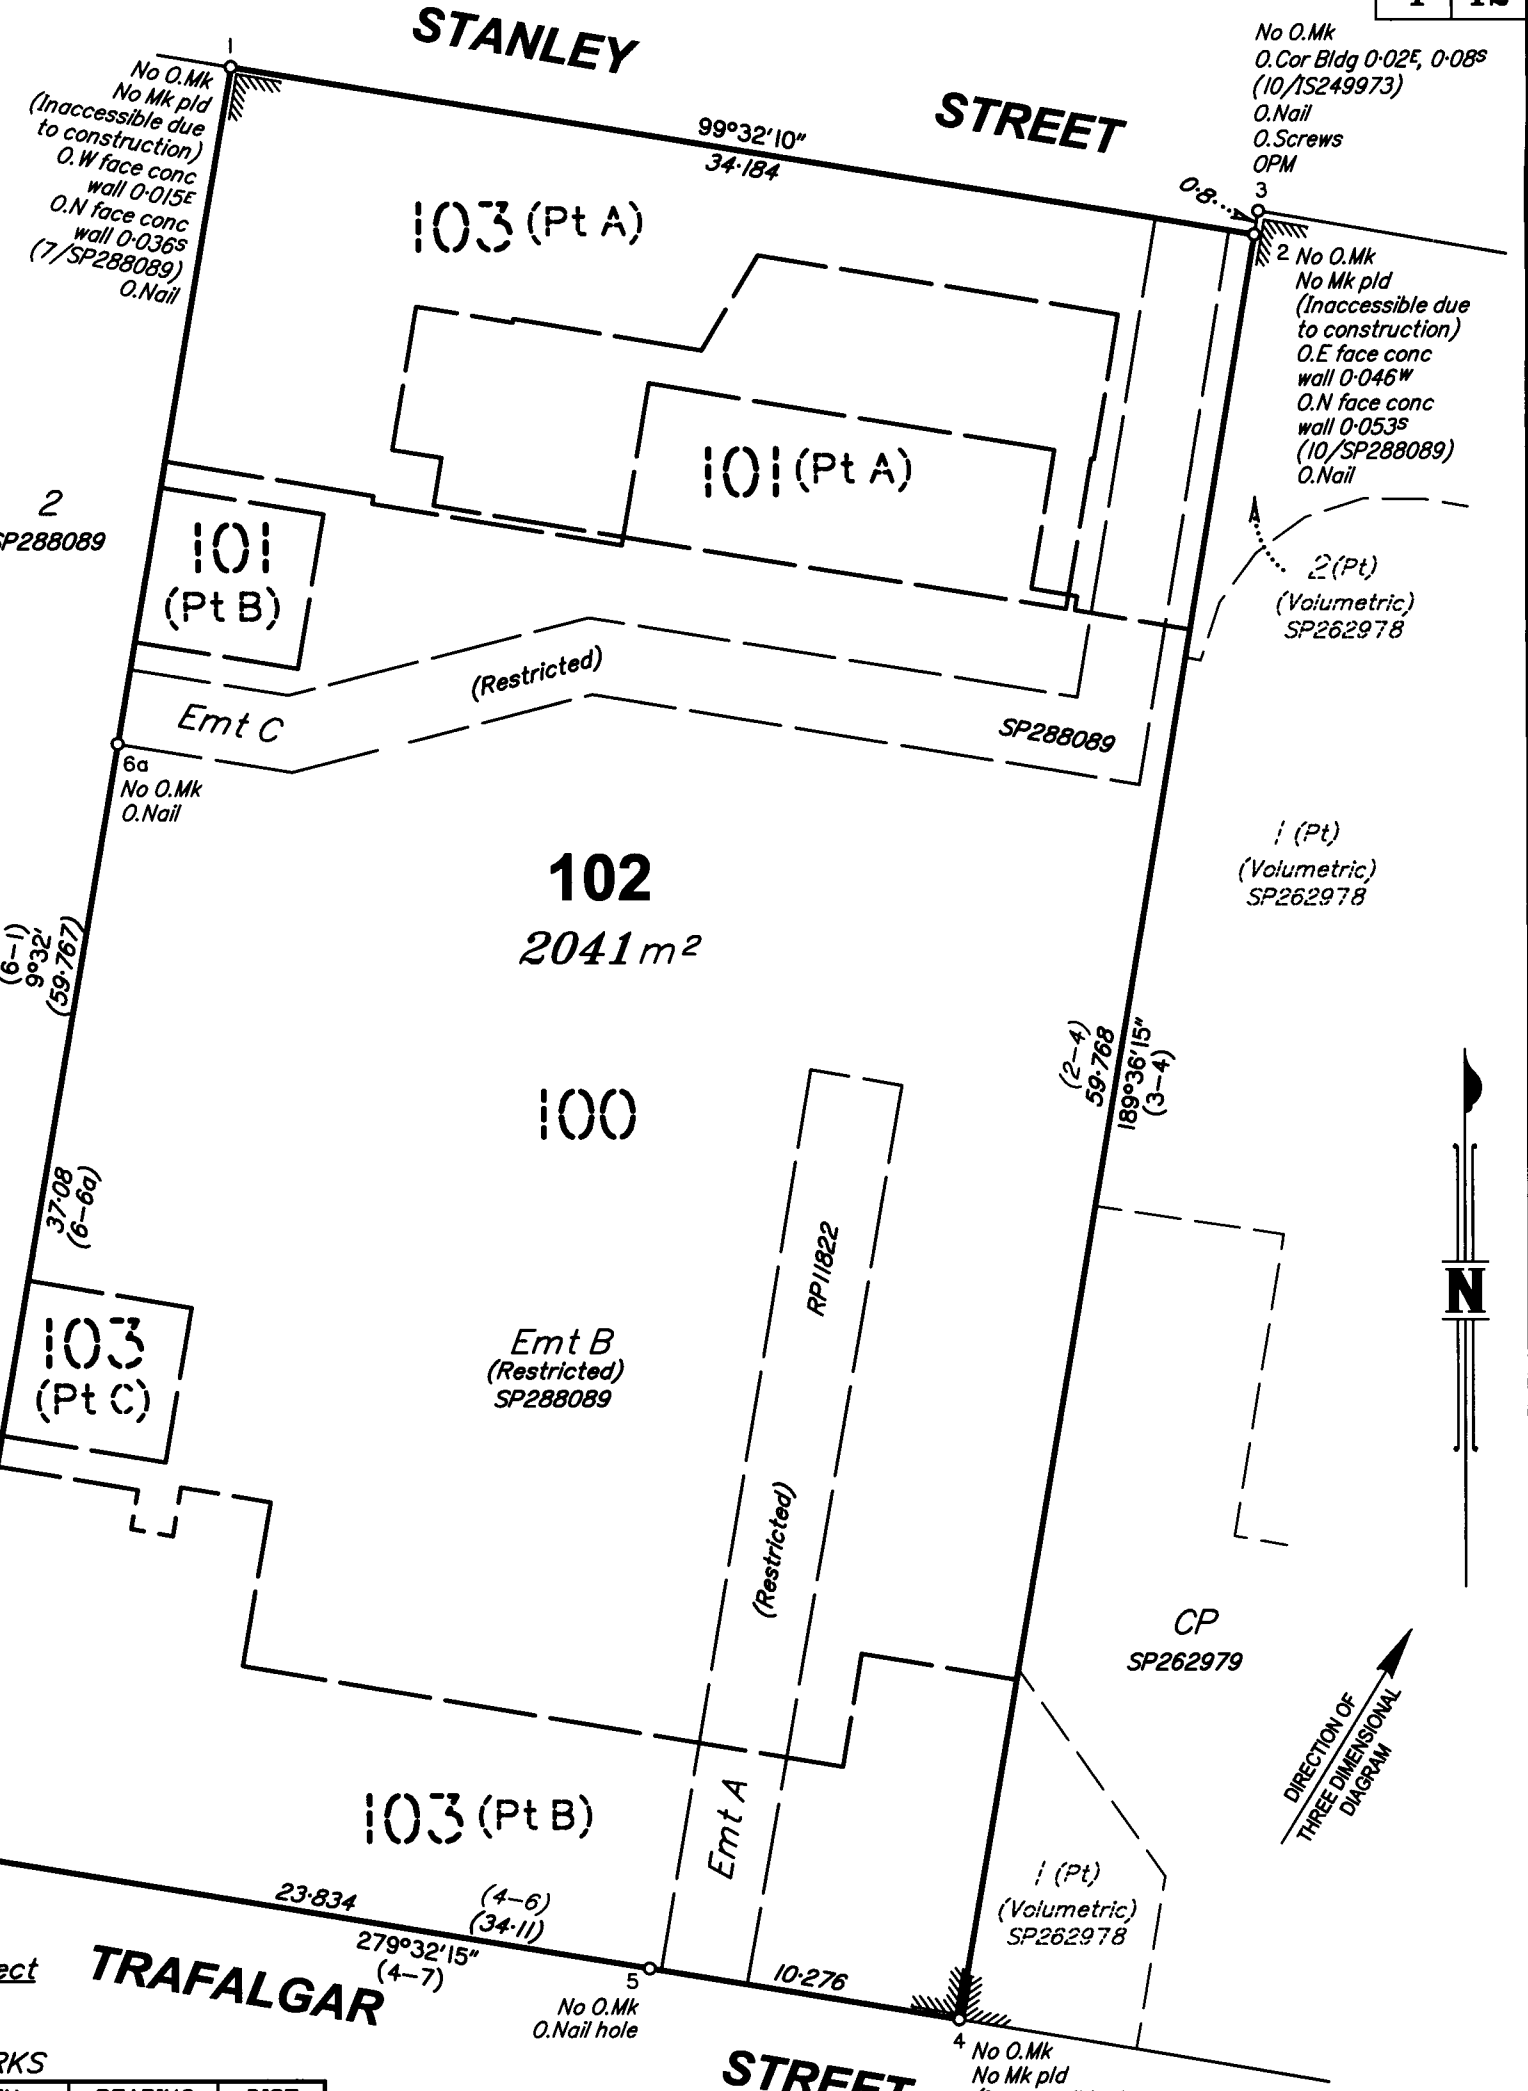 STANLEY
STREET
1
No O.Mk
No Mk pld
(Inaccessible due
to construction)
O.W face conc
wall 0·015E
O.N face conc
wall 0·036S
(7/SP288089)
O.Nail
99°32'10"
34·184
No O.Mk
O.Cor Bldg 0·02E, 0·08S
(10/IS249973)
O.Nail
O.Screws
OPM
3
0·8
2
No O.Mk
No Mk pld
(Inaccessible due
to construction)
O.E face conc
wall 0·046W
O.N face conc
wall 0·053S
(10/SP288089)
O.Nail
103 (Pt A)
101 (Pt A)
2
SP288089
101
(Pt B)
2(Pt)
(Volumetric)
SP262978
(Restricted)
Emt C
SP288089
6a
No O.Mk
O.Nail
1 (Pt)
(Volumetric)
SP262978
102
2041 m²
(6–1)
9°32'
(59·767)
(2–4)
59·768
189°36'15"
(3–4)
100
37·08
(6–6a)
RP11822
N
103
(Pt C)
Emt B
(Restricted)
SP288089
(Restricted)
CP
SP262979
DIRECTION OF
THREE DIMENSIONAL
DIAGRAM
103 (Pt B)
Emt A
1 (Pt)
(Volumetric)
SP262978
23·834
(4–6)
(34·11)
279°32'15"
(4–7)
10·276
5
No O.Mk
O.Nail hole
TRAFALGAR
STREET
4
No O.Mk
No Mk pld
BEARING
DIST